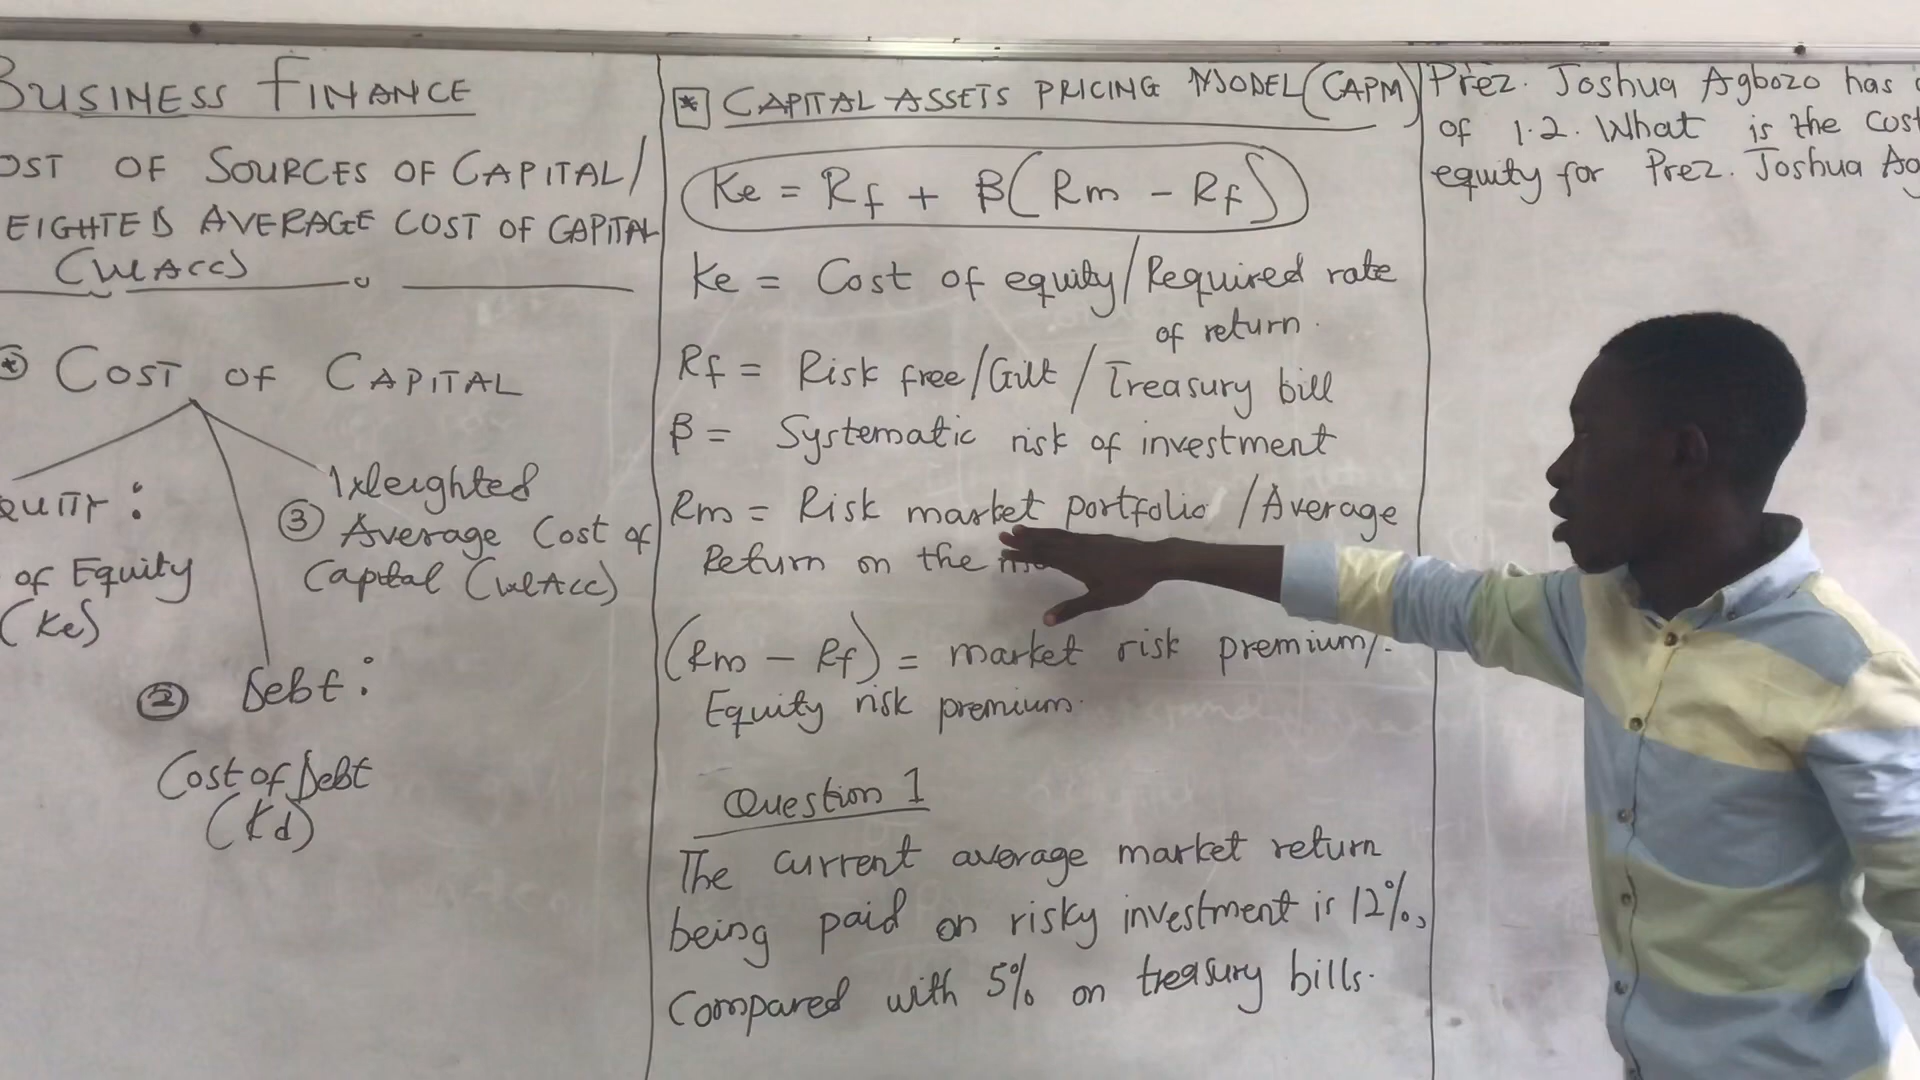 BUSINESS FINANCE
OST OF SOURCES OF CAPITAL/
EIGHTED AVERAGE COST OF CAPITAL
(WACC)
* COST OF CAPITAL
QUITY:
of Equity
(Ke)
Weighted
③ Average Cost of
Capital (WACC)
② Debt:
Cost of Debt
(Kd)
* CAPITAL ASSETS PRICING MODEL (CAPM)
Ke = Rf + β(Rm - Rf)
Ke = Cost of equity/Required rate
of return.
Rf = Risk free/Gilt/Treasury bill
β = Systematic risk of investment
Rm = Risk market portfolio /Average
Return on the
(Rm - Rf) = market risk premium/.
Equity risk premium.
Question 1
The current average market return
being paid on risky investment is 12%,
Compared with 5% on treasury bills.
Prez. Joshua Agbozo has
of 1.2. What is the cost
equity for Prez. Joshua Ag